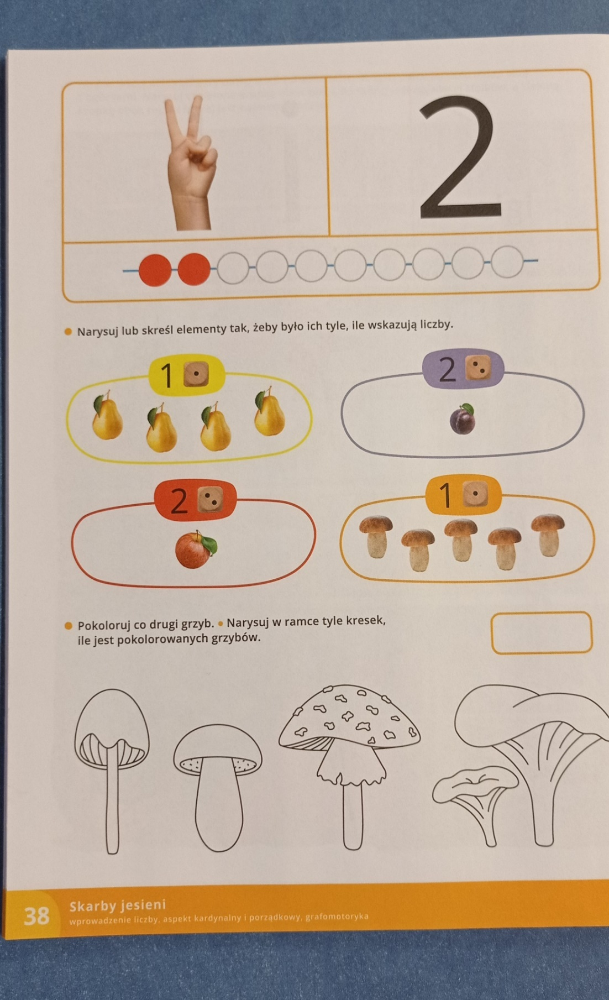 2
Narysuj lub skreśl elementy tak, żeby było ich tyle, ile wskazują liczby.
1
2
2
1
Pokoloruj co drugi grzyb. • Narysuj w ramce tyle kresek,
ile jest pokolorowanych grzybów.
38
Skarby jesieni
wprowadzenie liczby, aspekt kardynalny i porządkowy, grafomotoryka